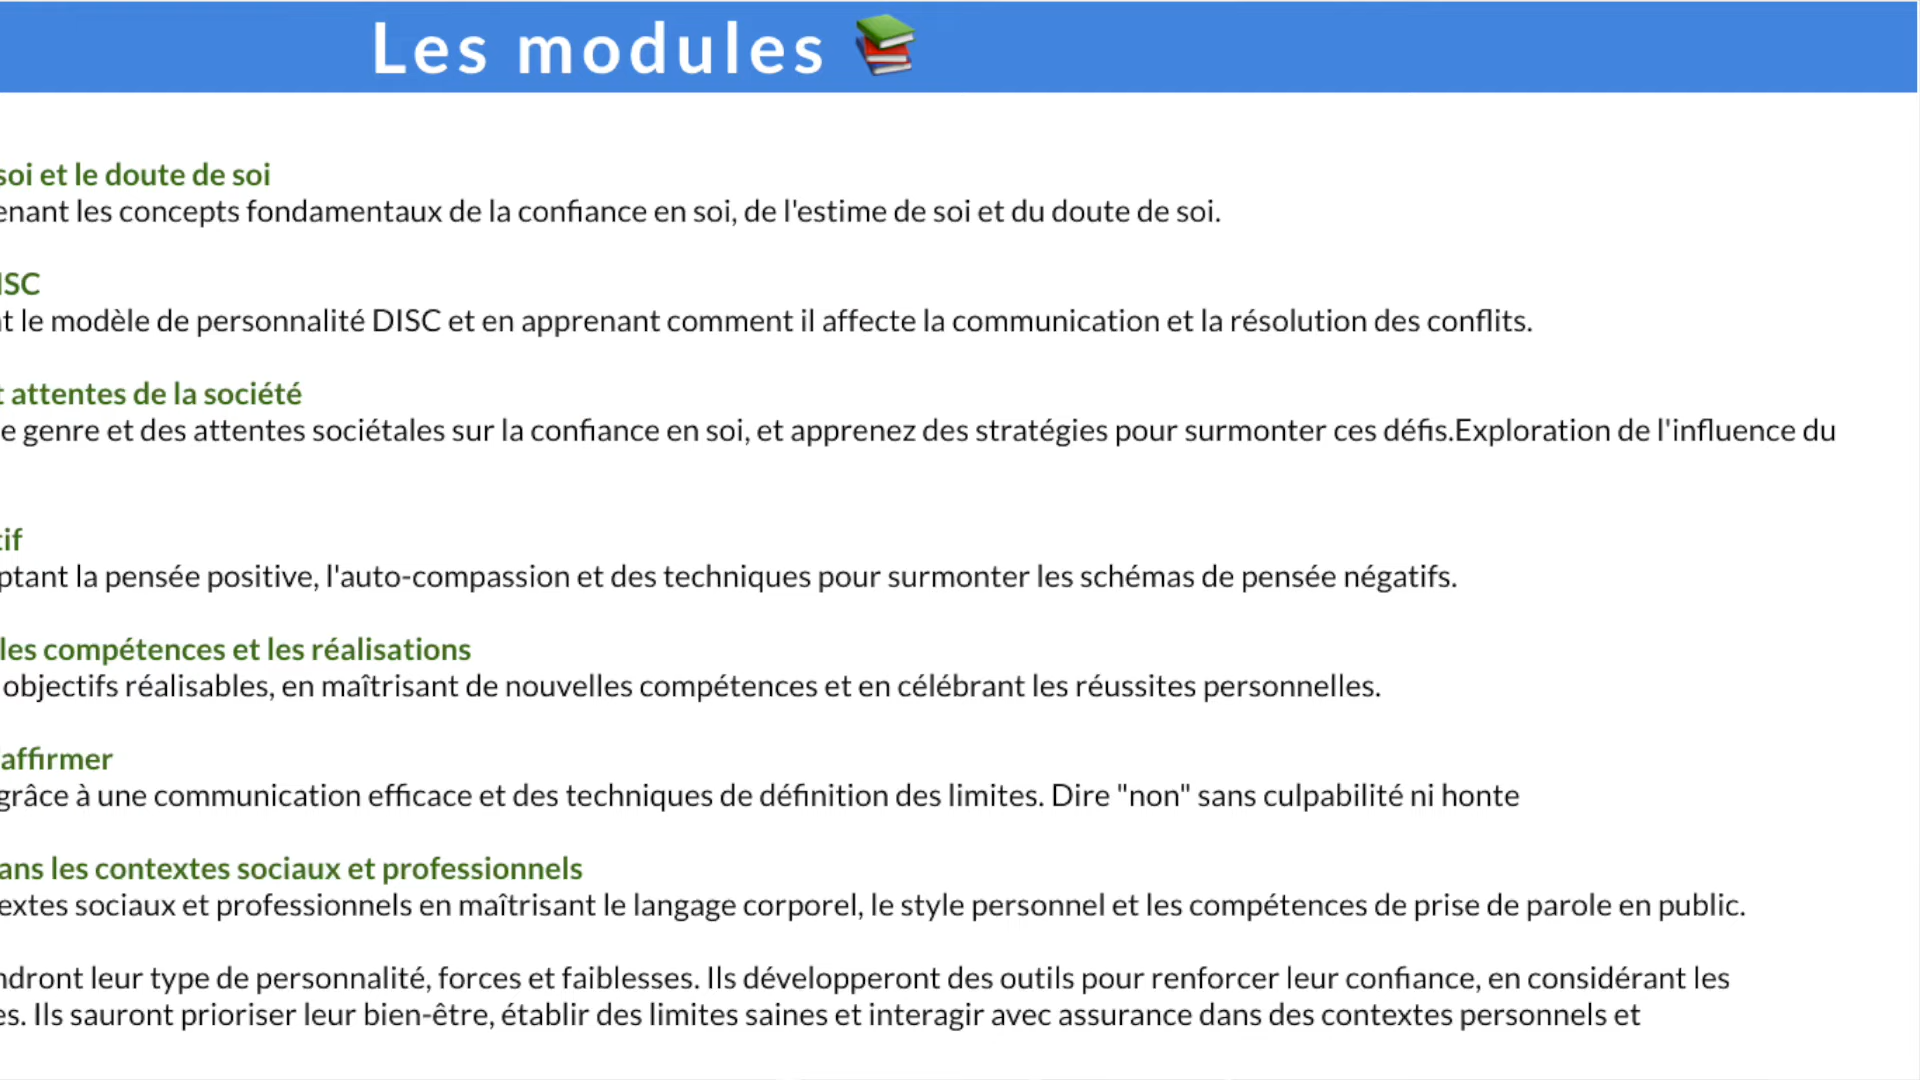 Les modules
soi et le doute de soi
enant les concepts fondamentaux de la confiance en soi, de l'estime de soi et du doute de soi.
ISC
t le modèle de personnalité DISC et en apprenant comment il affecte la communication et la résolution des conflits.
t attentes de la société
e genre et des attentes sociétales sur la confiance en soi, et apprenez des stratégies pour surmonter ces défis.Exploration de l'influence du
tif
ptant la pensée positive, l'auto-compassion et des techniques pour surmonter les schémas de pensée négatifs.
les compétences et les réalisations
objectifs réalisables, en maîtrisant de nouvelles compétences et en célébrant les réussites personnelles.
affirmer
grâce à une communication efficace et des techniques de définition des limites. Dire "non" sans culpabilité ni honte
ans les contextes sociaux et professionnels
extes sociaux et professionnels en maîtrisant le langage corporel, le style personnel et les compétences de prise de parole en public.
ndront leur type de personnalité, forces et faiblesses. Ils développeront des outils pour renforcer leur confiance, en considérant les
es. Ils sauront prioriser leur bien-être, établir des limites saines et interagir avec assurance dans des contextes personnels et